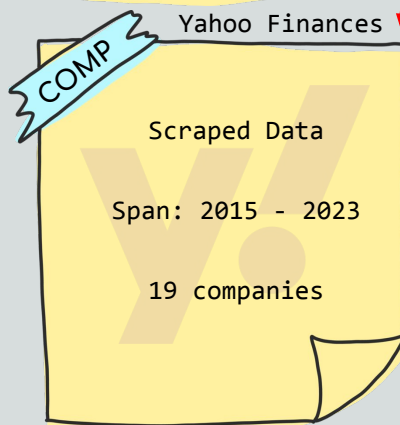 Yahoo Finances
COMP
Scraped Data
Span: 2015 - 2023
19 companies
y!